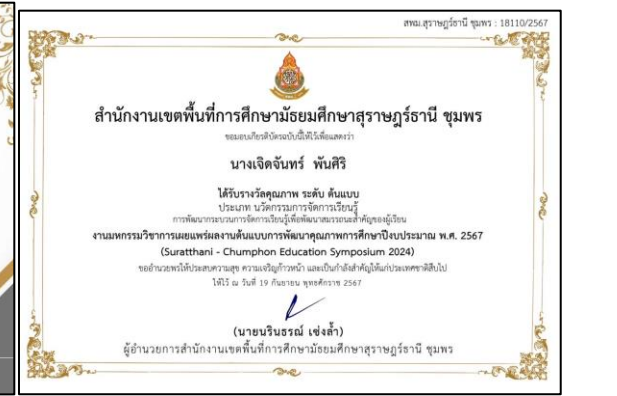 สพม.สุราษฎร์ธานี ชุมพร : 18110/2567
สำนักงานเขตพื้นที่การศึกษามัธยมศึกษาสุราษฎร์ธานี ชุมพร
ขอมอบเกียรติบัตรฉบับนี้ให้ไว้เพื่อแสดงว่า
นางเจิดจันทร์ พันศิริ
ได้รับรางวัลคุณภาพ ระดับ ต้นแบบ
ประเภท นวัตกรรมการจัดการเรียนรู้
การพัฒนากระบวนการจัดการเรียนรู้เพื่อพัฒนาสมรรถนะสำคัญของผู้เรียน
งานมหกรรมวิชาการเผยแพร่ผลงานต้นแบบการพัฒนาคุณภาพการศึกษาปีงบประมาณ พ.ศ. 2567
(Suratthani - Chumphon Education Symposium 2024)
ขออำนวยพรให้ประสบความสุข ความเจริญก้าวหน้า และเป็นกำลังสำคัญให้แก่ประเทศชาติสืบไป
ให้ไว้ ณ วันที่ 19 กันยายน พุทธศักราช 2567
(นายนรินธรณ์ เซ่งล้ำ)
ผู้อำนวยการสำนักงานเขตพื้นที่การศึกษามัธยมศึกษาสุราษฎร์ธานี ชุมพร